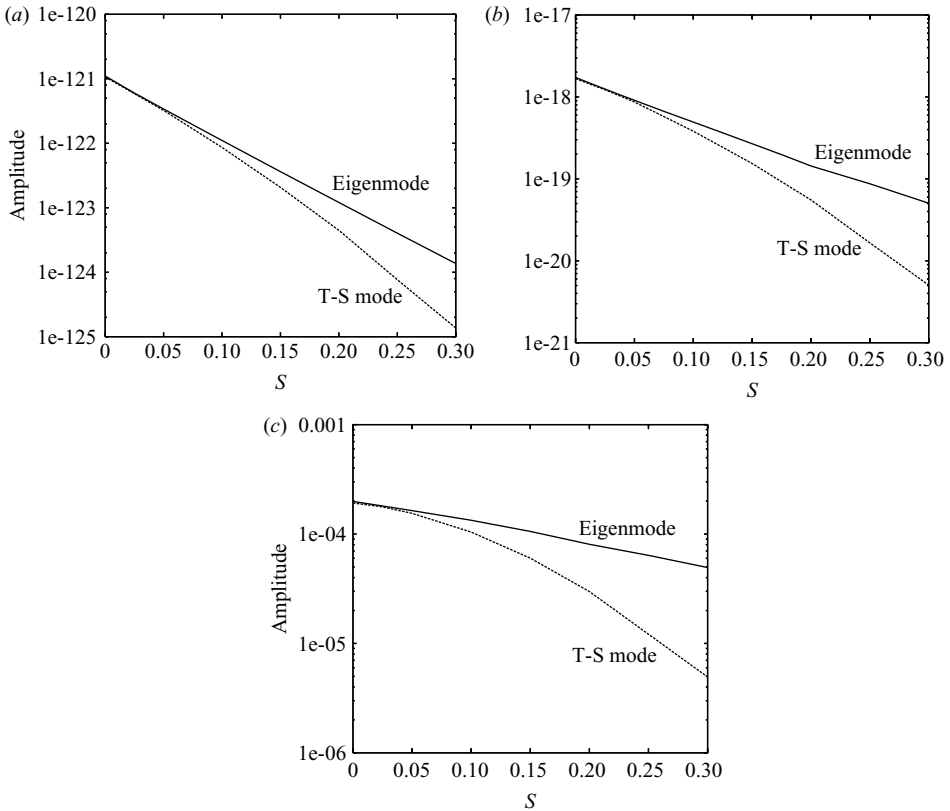 (a)
1e-120
1e-121
1e-122
1e-123
1e-124
1e-125
Amplitude
Eigenmode
T-S mode
0 0.05 0.10 0.15 0.20 0.25 0.30
S
(b)
1e-17
1e-18
1e-19
1e-20
1e-21
Eigenmode
T-S mode
0 0.05 0.10 0.15 0.20 0.25 0.30
S
(c)
0.001
1e-04
1e-05
1e-06
Amplitude
Eigenmode
T-S mode
0 0.05 0.10 0.15 0.20 0.25 0.30
S